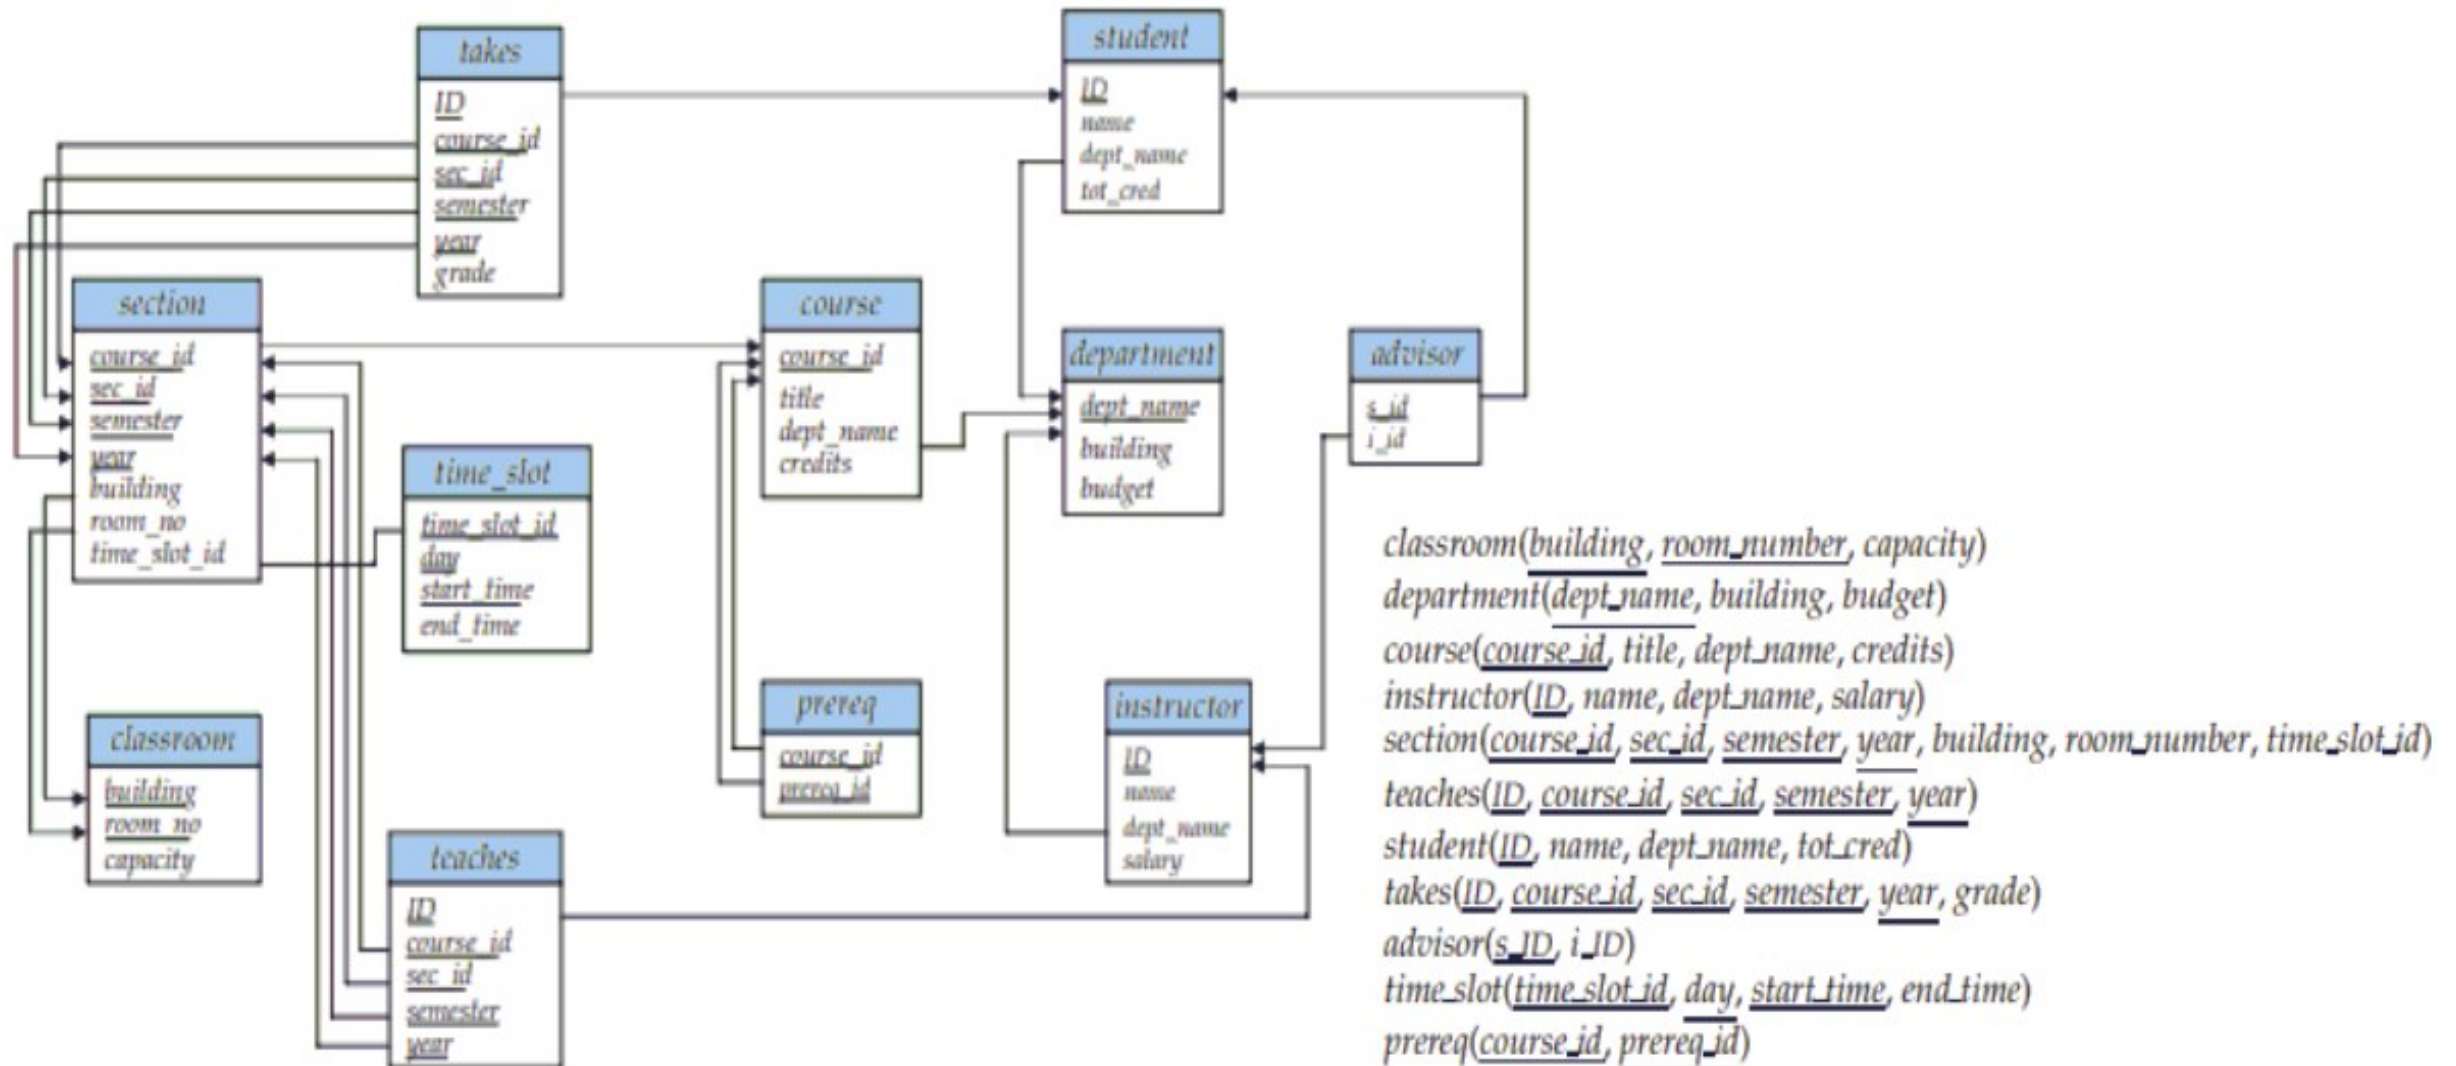 takes
ID
course_id
sec_id
semester
year
grade
student
ID
name
dept_name
tot_cred
section
course_id
sec_id
semester
year
building
room_no
time_slot_id
course
course_id
title
dept_name
credits
department
dept_name
building
budget
advisor
s_id
i_id
time_slot
time_slot_id
day
start_time
end_time
prereq
course_id
prereq_id
instructor
ID
name
dept_name
salary
classroom
building
room_no
capacity
teaches
ID
course_id
sec_id
semester
year
classroom(building, room_number, capacity)
department(dept_name, building, budget)
course(course_id, title, dept_name, credits)
instructor(ID, name, dept_name, salary)
section(course_id, sec_id, semester, year, building, room_number, time_slot_id)
teaches(ID, course_id, sec_id, semester, year)
student(ID, name, dept_name, tot_cred)
takes(ID, course_id, sec_id, semester, year, grade)
advisor(s_ID, i_ID)
time_slot(time_slot_id, day, start_time, end_time)
prereq(course_id, prereq_id)